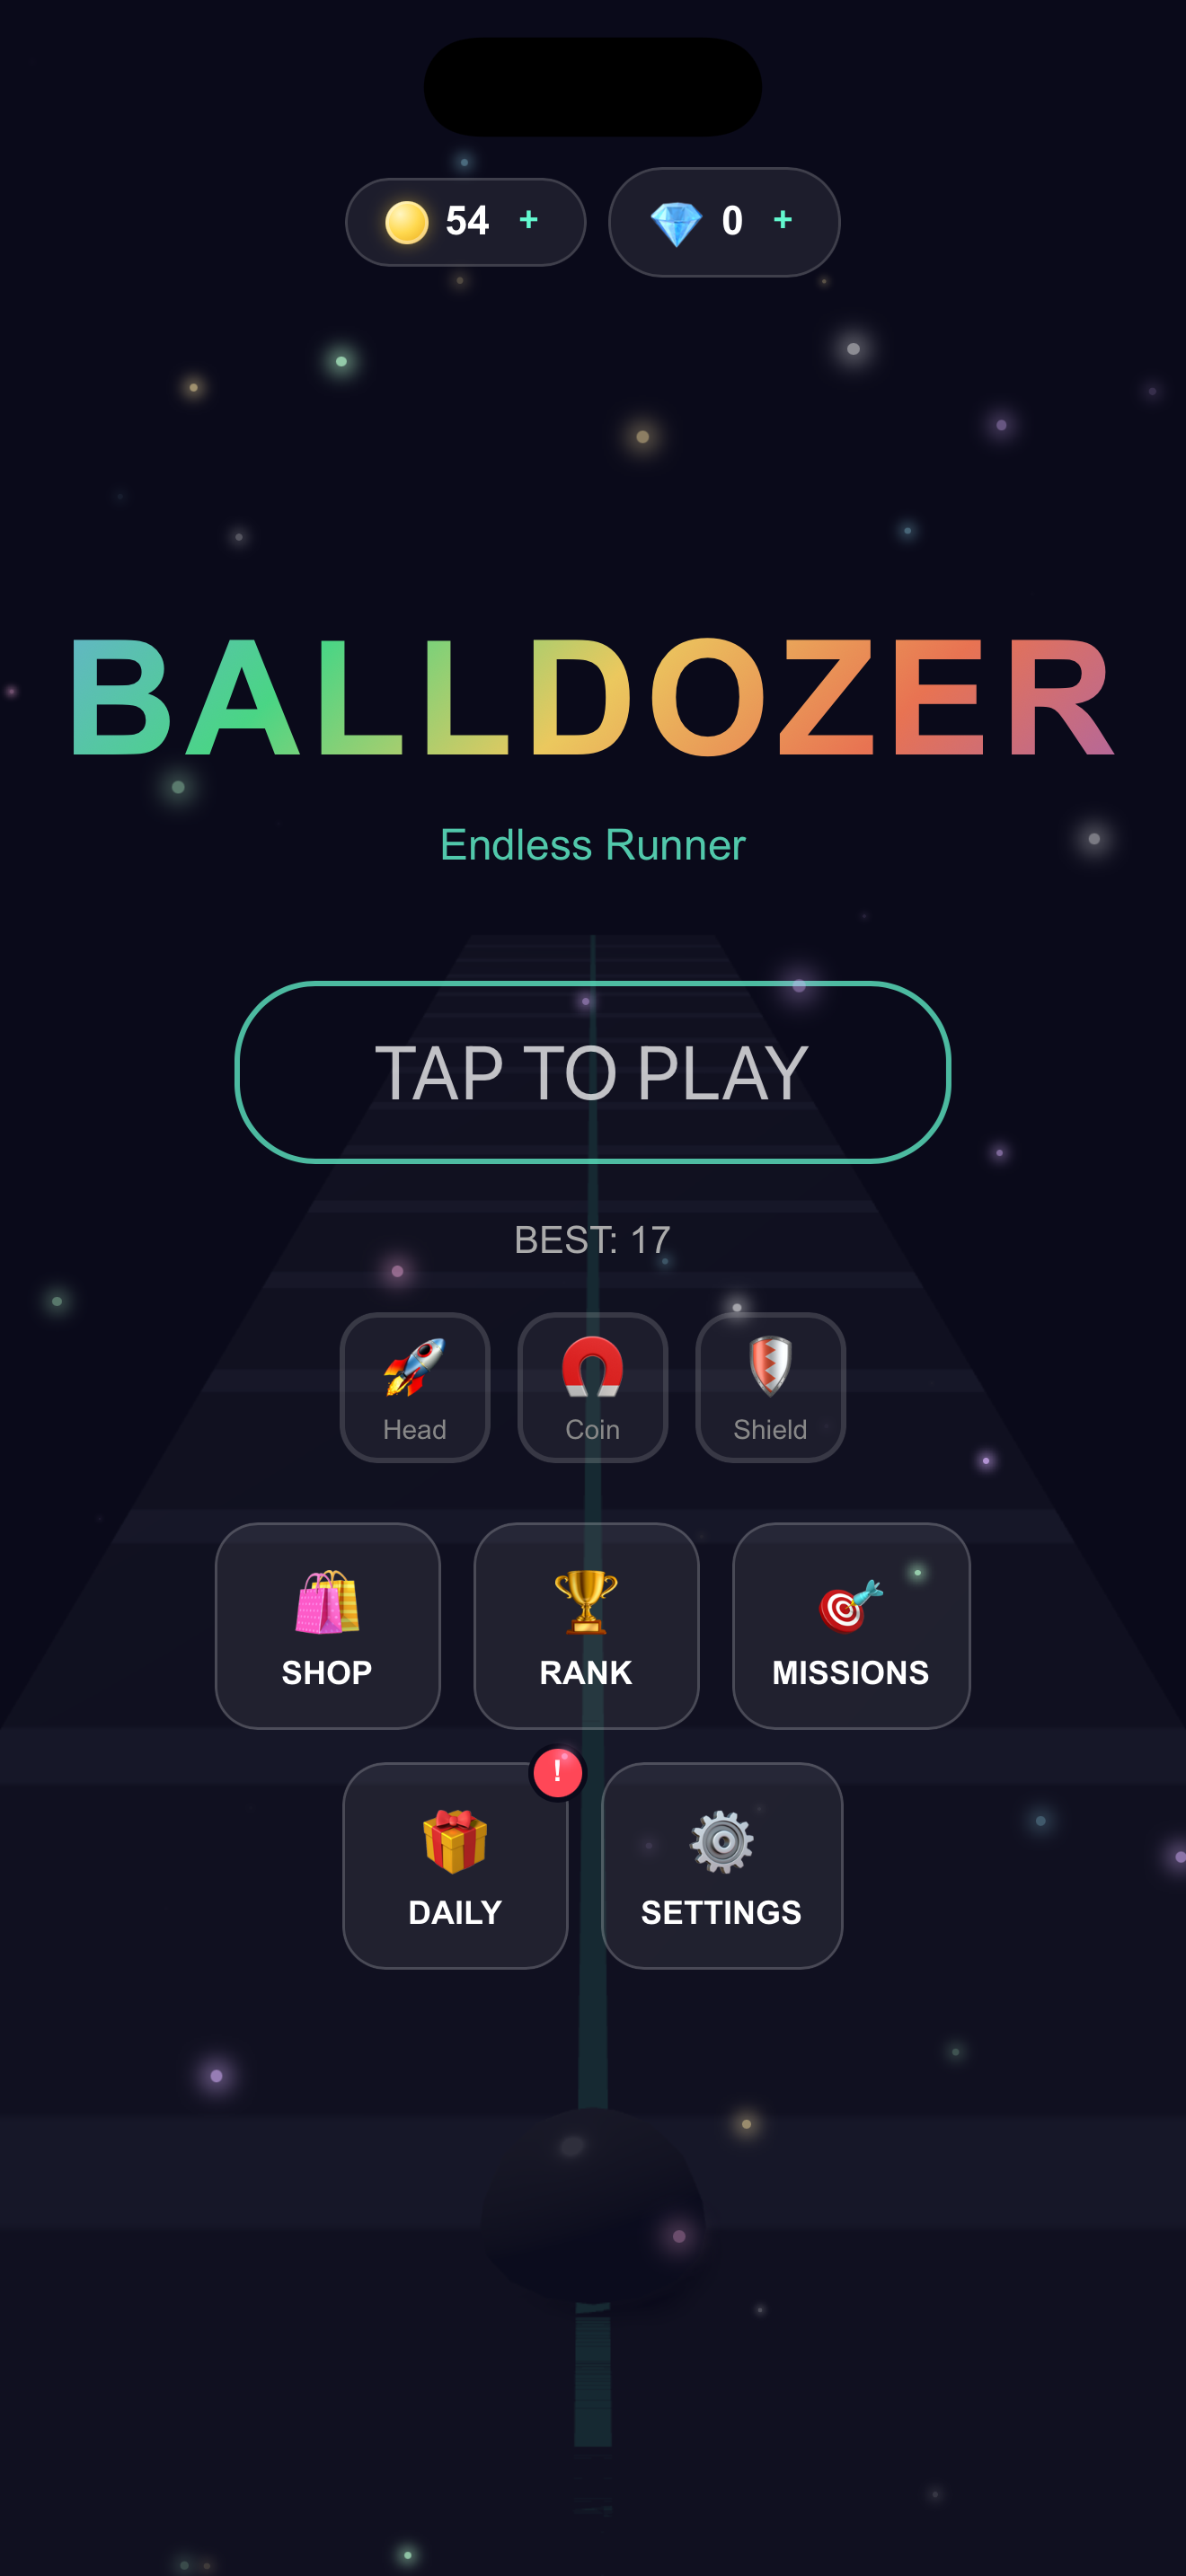 54 + 0 +
BALLDOZER
Endless Runner
TAP TO PLAY
BEST: 17
Head Coin Shield
SHOP RANK MISSIONS
!
DAILY SETTINGS